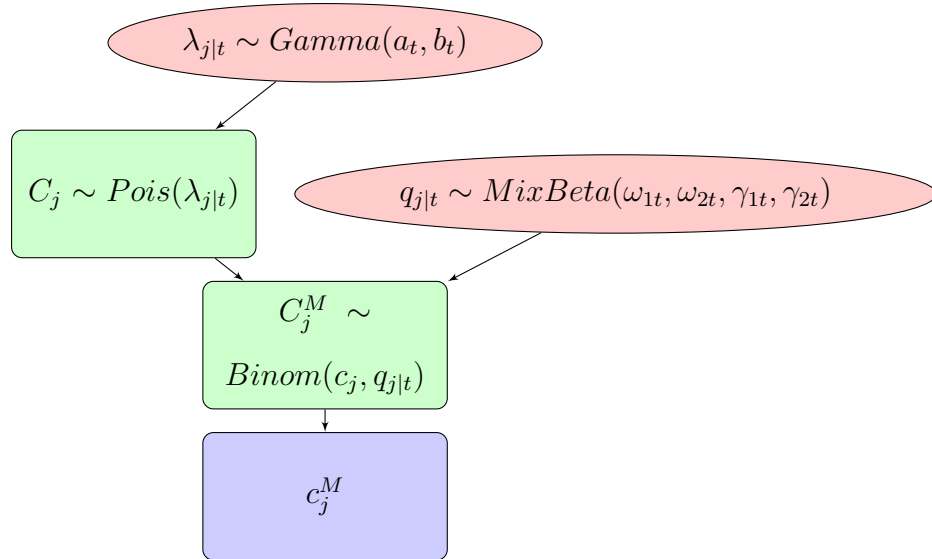 λ_{j|t} ∼ Gamma(a_t, b_t)
C_j ∼ Pois(λ_{j|t})
q_{j|t} ∼ MixBeta(ω_{1t}, ω_{2t}, γ_{1t}, γ_{2t})
C_j^M ∼
Binom(c_j, q_{j|t})
c_j^M